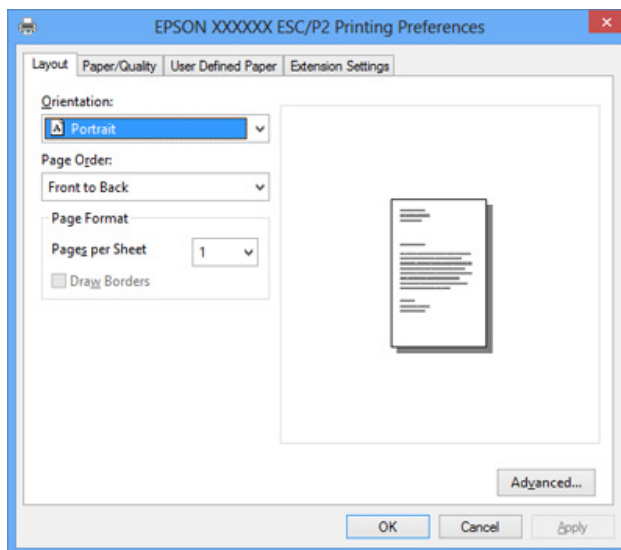 EPSON XXXXXX ESC/P2 Printing Preferences
Layout Paper/Quality User Defined Paper Extension Settings
Orientation:
Portrait
Page Order:
Front to Back
Page Format
Pages per Sheet 1
Draw Borders
Advanced...
OK Cancel Apply